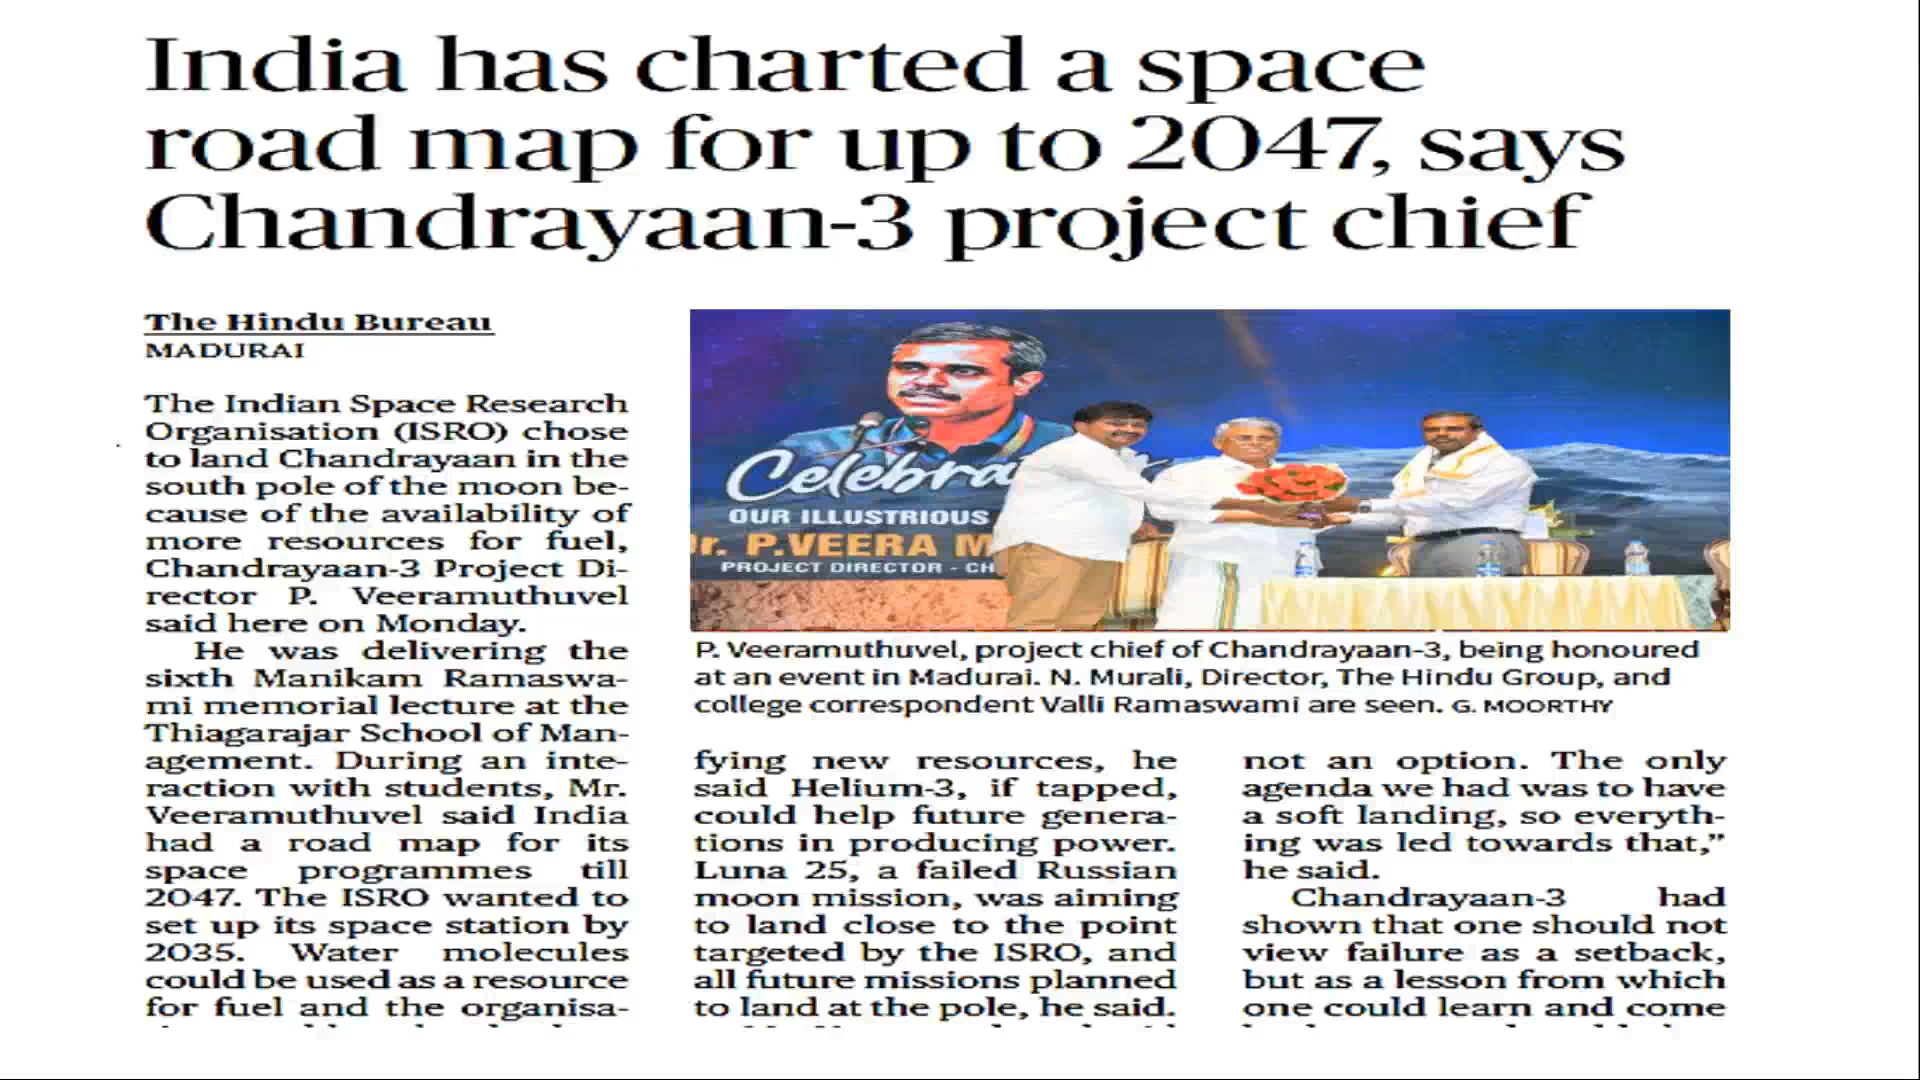 India has charted a space
road map for up to 2047, says
Chandrayaan-3 project chief
The Hindu Bureau
MADURAI
The Indian Space Research
Organisation (ISRO) chose
to land Chandrayaan in the
south pole of the moon be-
cause of the availability of
more resources for fuel,
Chandrayaan-3 Project Di-
rector P. Veeramuthuvel
said here on Monday.
He was delivering the
sixth Manikam Ramaswa-
mi memorial lecture at the
Thiagarajar School of Man-
agement. During an inte-
raction with students, Mr.
Veeramuthuvel said India
had a road map for its
space programmes till
2047. The ISRO wanted to
set up its space station by
2035. Water molecules
could be used as a resource
for fuel and the organisa-
Celebra
OUR ILLUSTRIOUS
r. P.VEERA M
PROJECT DIRECTOR - CH
P. Veeramuthuvel, project chief of Chandrayaan-3, being honoured
at an event in Madurai. N. Murali, Director, The Hindu Group, and
college correspondent Valli Ramaswami are seen. G. MOORTHY
fying new resources, he
said Helium-3, if tapped,
could help future genera-
tions in producing power.
Luna 25, a failed Russian
moon mission, was aiming
to land close to the point
targeted by the ISRO, and
all future missions planned
to land at the pole, he said.
not an option. The only
agenda we had was to have
a soft landing, so everyth-
ing was led towards that,”
he said.
Chandrayaan-3 had
shown that one should not
view failure as a setback,
but as a lesson from which
one could learn and come